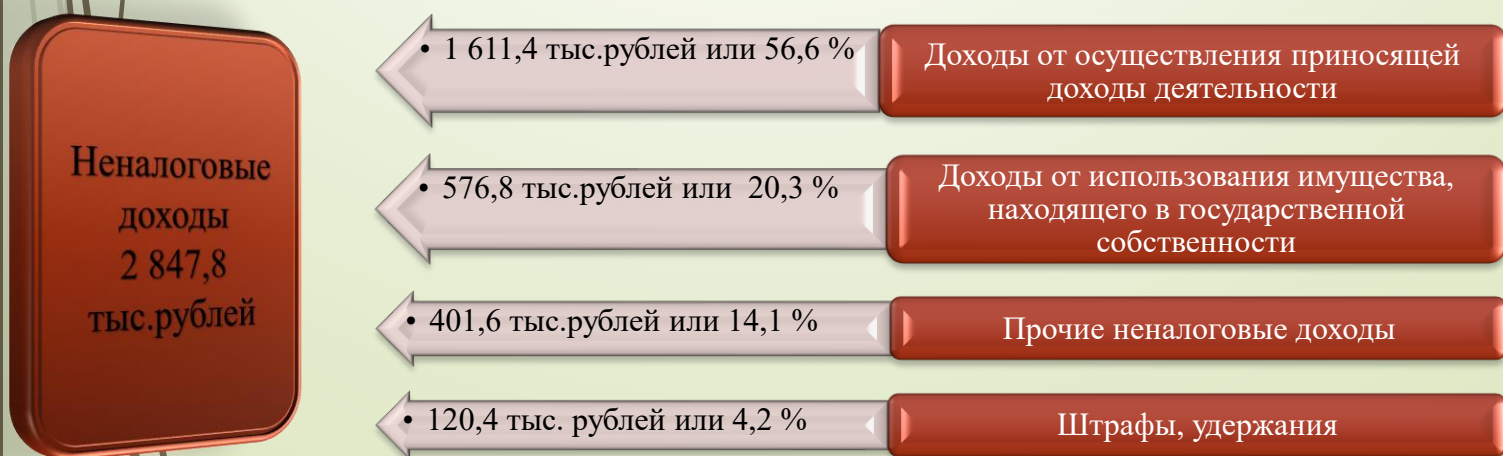 Неналоговые
доходы
2 847,8
тыс.рублей
• 1 611,4 тыс.рублей или 56,6 %
Доходы от осуществления приносящей
доходы деятельности
• 576,8 тыс.рублей или 20,3 %
Доходы от использования имущества,
находящего в государственной
собственности
• 401,6 тыс.рублей или 14,1 %
Прочие неналоговые доходы
• 120,4 тыс. рублей или 4,2 %
Штрафы, удержания